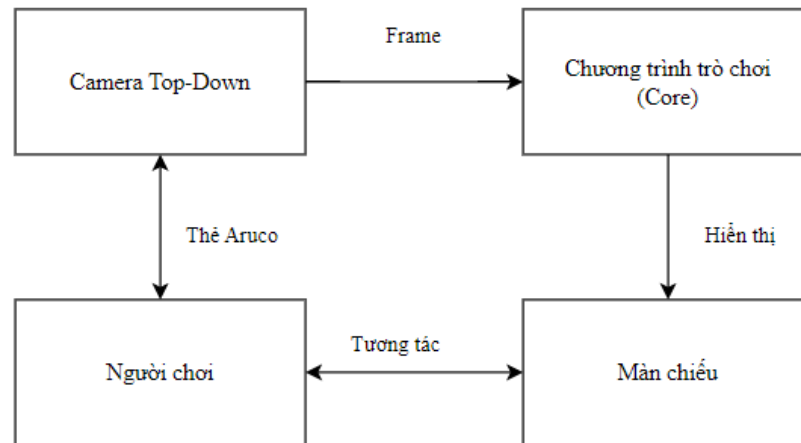 Frame
Camera Top-Down
Chương trình trò chơi
(Core)
Thẻ Aruco
Hiển thị
Tương tác
Người chơi
Màn chiếu